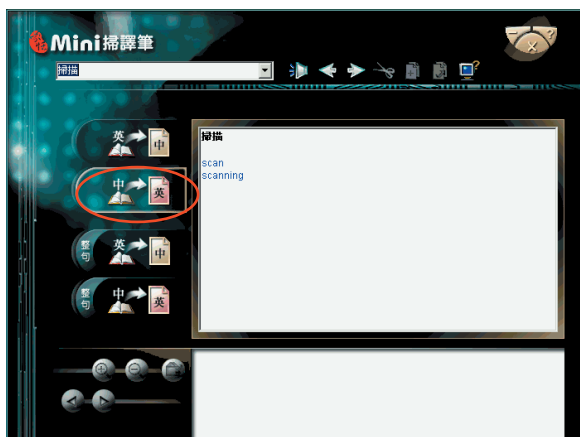 Mini掃譯筆
掃描
英 中
中 英
整句 英 中
整句 中 英
掃描
scan
scanning